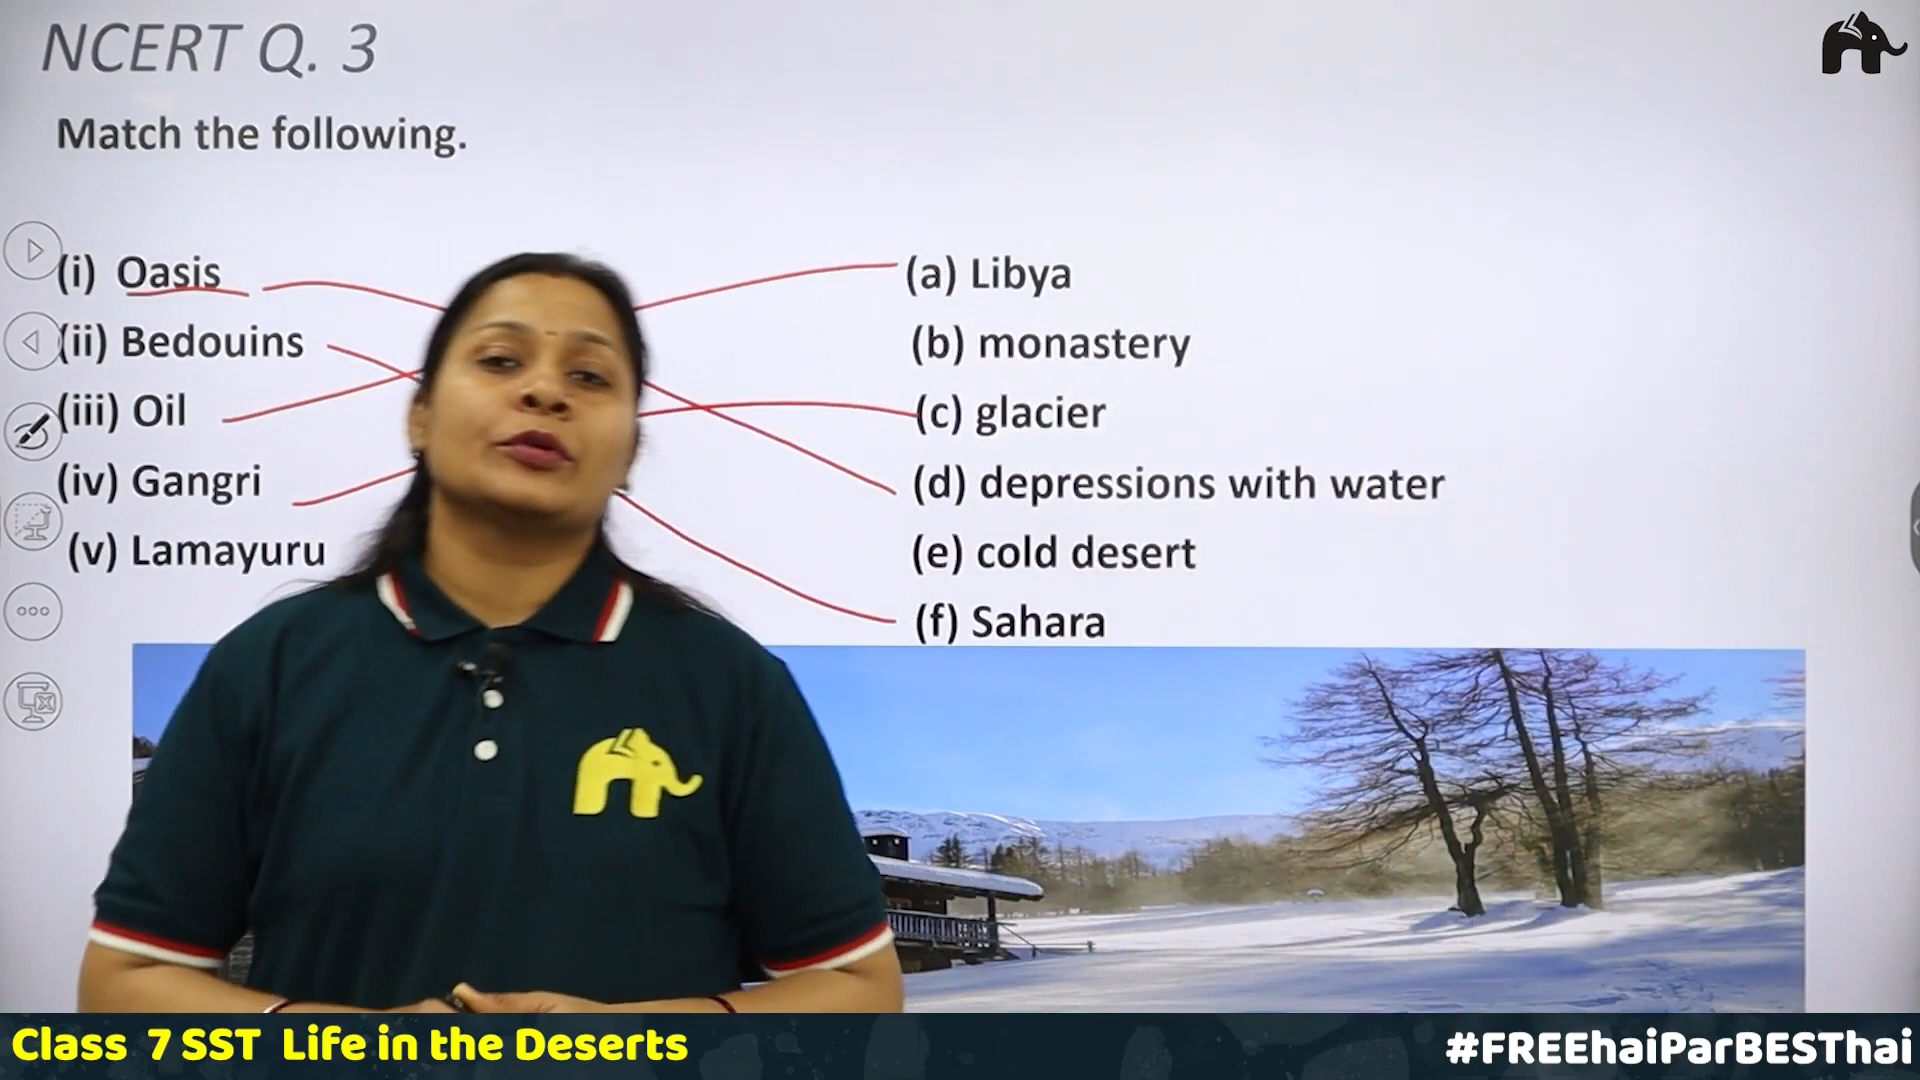 NCERT Q. 3
Match the following.
(i) Oasis
(a) Libya
(ii) Bedouins
(b) monastery
(iii) Oil
(c) glacier
(iv) Gangri
(d) depressions with water
(v) Lamayuru
(e) cold desert
(f) Sahara
Class 7 SST Life in the Deserts
#FREEhaiParBESThai